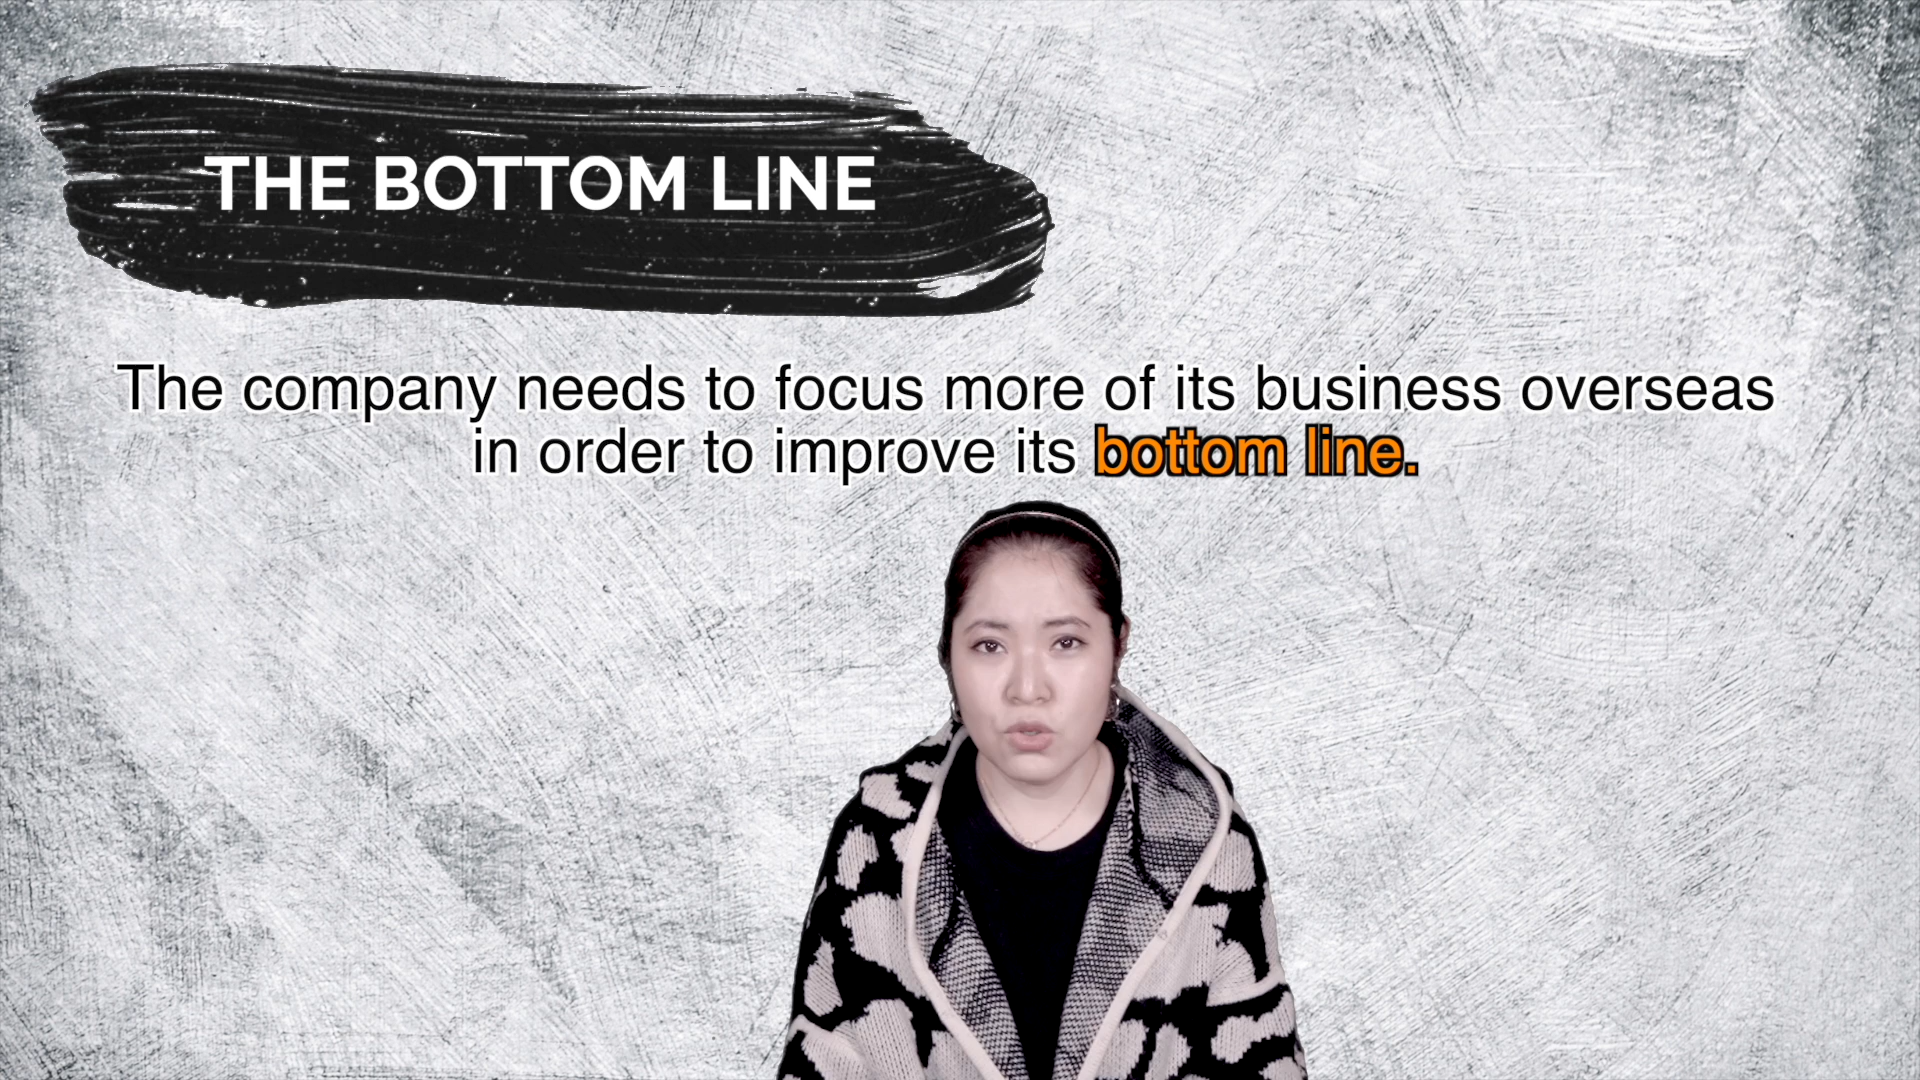 THE BOTTOM LINE
The company needs to focus more of its business overseas
in order to improve its bottom line.